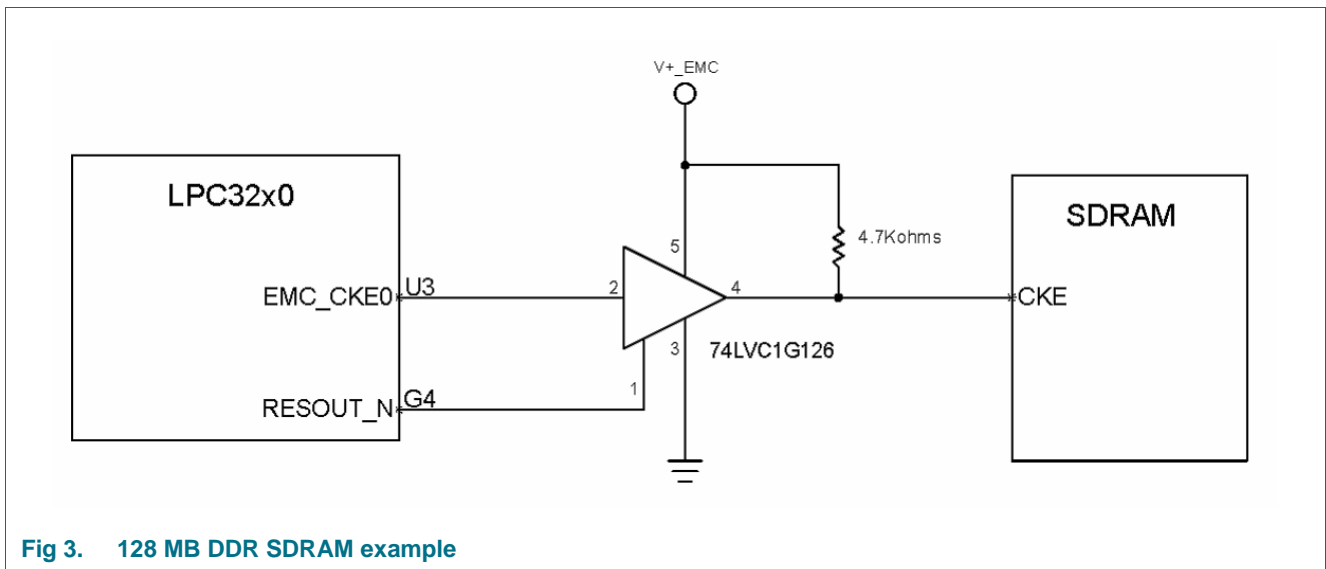 V+_EMC
LPC32x0
SDRAM
5
4.7Kohms
EMC_CKE0
U3
2
4
CKE
3
74LVC1G126
1
RESOUT_N
G4
Fig 3. 128 MB DDR SDRAM example